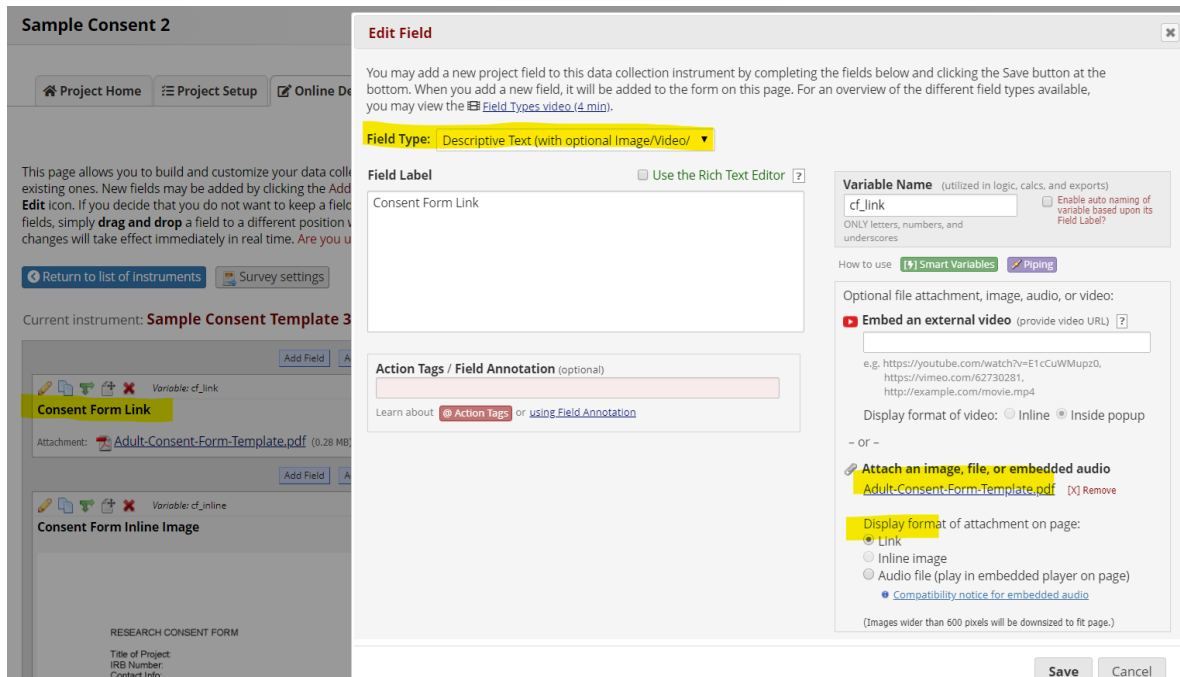 Sample Consent 2
Project Home
Project Setup
Online De
This page allows you to build and customize your data colle
existing ones. New fields may be added by clicking the Add
Edit icon. If you decide that you do not want to keep a field
fields, simply drag and drop a field to a different position w
changes will take effect immediately in real time. Are you u
Return to list of instruments
Survey settings
Current instrument: Sample Consent Template 3
Add Field
A
Variable: cf_link
Consent Form Link
Attachment: Adult-Consent-Form-Template.pdf (0.28 MB)
Add Field
A
Variable: cf_inline
Consent Form Inline Image
RESEARCH CONSENT FORM
Title of Project:
IRB Number:
Contact Info:
Edit Field
You may add a new project field to this data collection instrument by completing the fields below and clicking the Save button at the
bottom. When you add a new field, it will be added to the form on this page. For an overview of the different field types available,
you may view the Field Types video (4 min).
Field Type: Descriptive Text (with optional Image/Video/
Field Label
Use the Rich Text Editor ?
Consent Form Link
Action Tags / Field Annotation (optional)
Learn about @ Action Tags or using Field Annotation
Variable Name (utilized in logic, calcs, and exports)
cf_link
ONLY letters, numbers, and
underscores
Enable auto naming of
variable based upon its
Field Label?
How to use Smart Variables Piping
Optional file attachment, image, audio, or video:
Embed an external video (provide video URL) ?
e.g. https://youtube.com/watch?v=E1cCuWMupz0,
https://vimeo.com/62730281,
http://example.com/movie.mp4
Display format of video: Inline Inside popup
– or –
Attach an image, file, or embedded audio
Adult-Consent-Form-Template.pdf [X] Remove
Display format of attachment on page:
Link
Inline image
Audio file (play in embedded player on page)
Compatibility notice for embedded audio
(Images wider than 600 pixels will be downsized to fit page.)
Save
Cancel